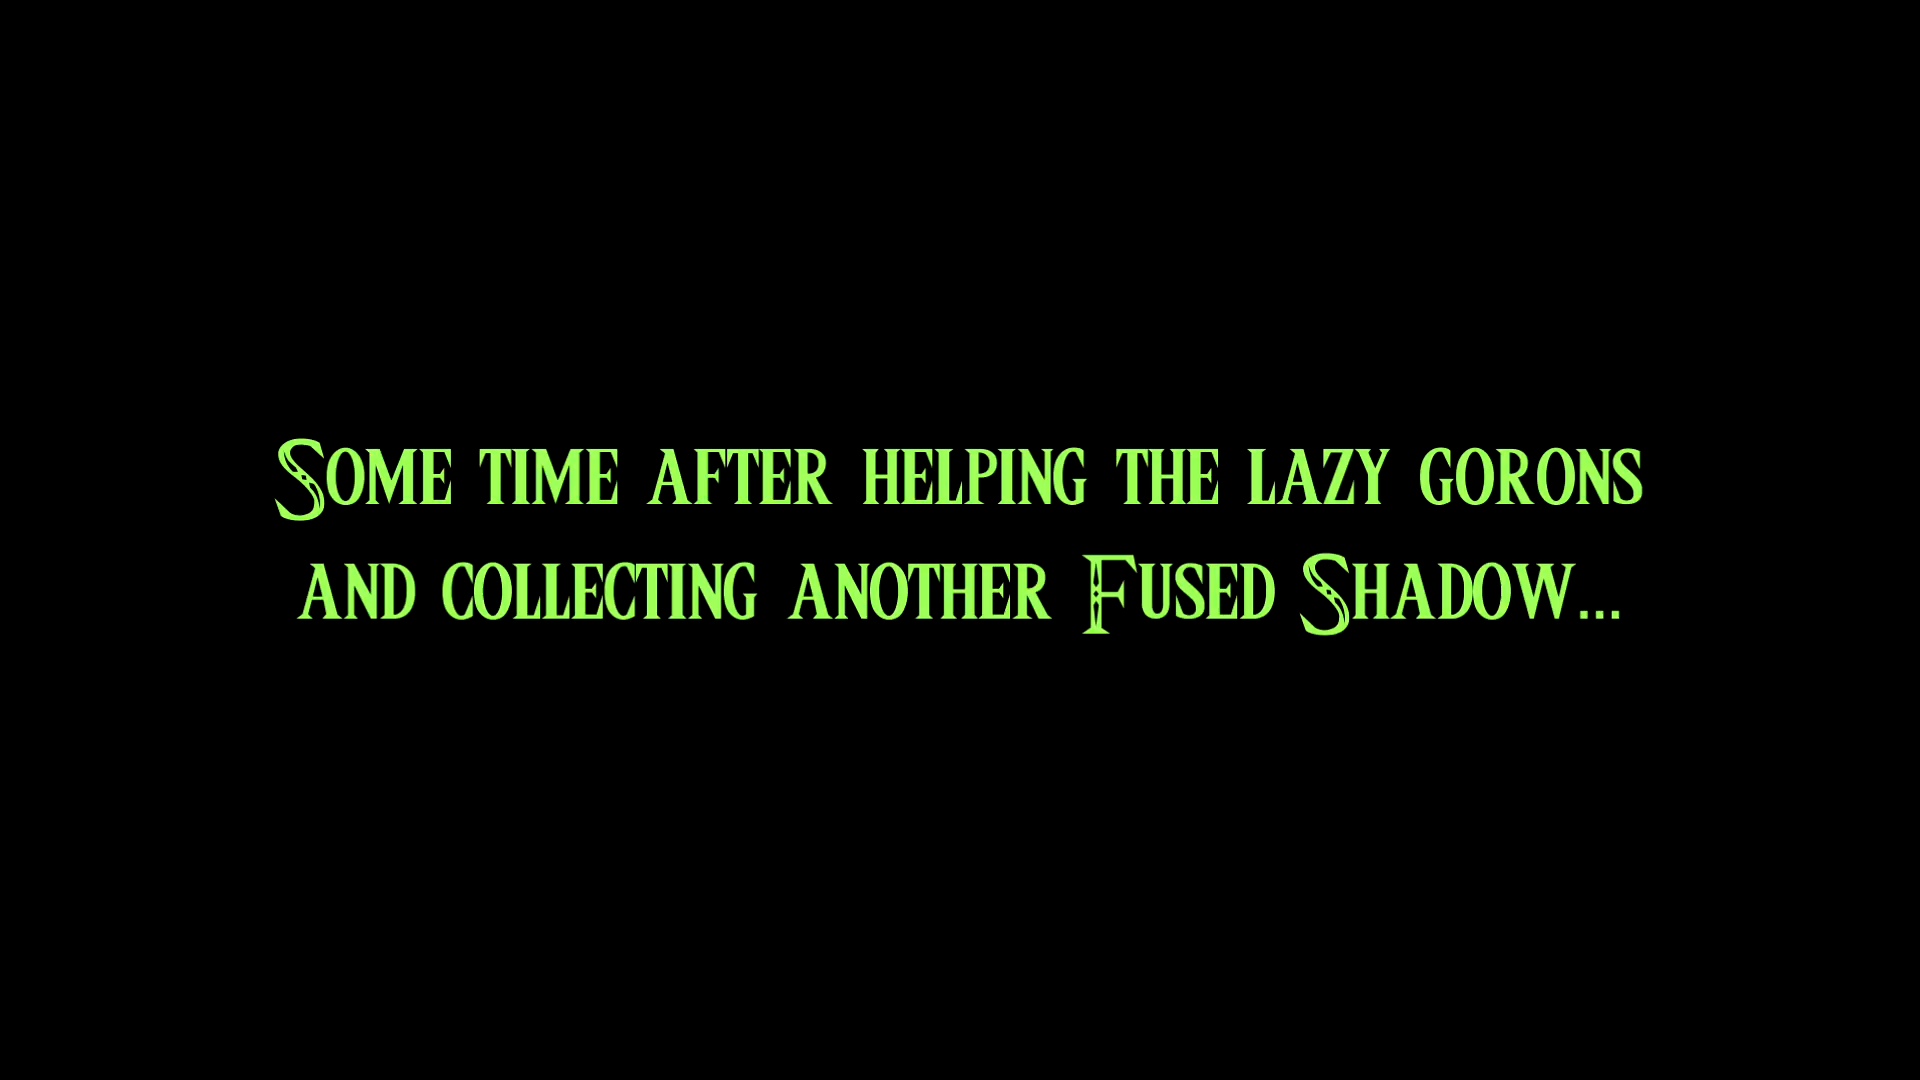 Some time after helping the lazy gorons
and collecting another Fused Shadow...